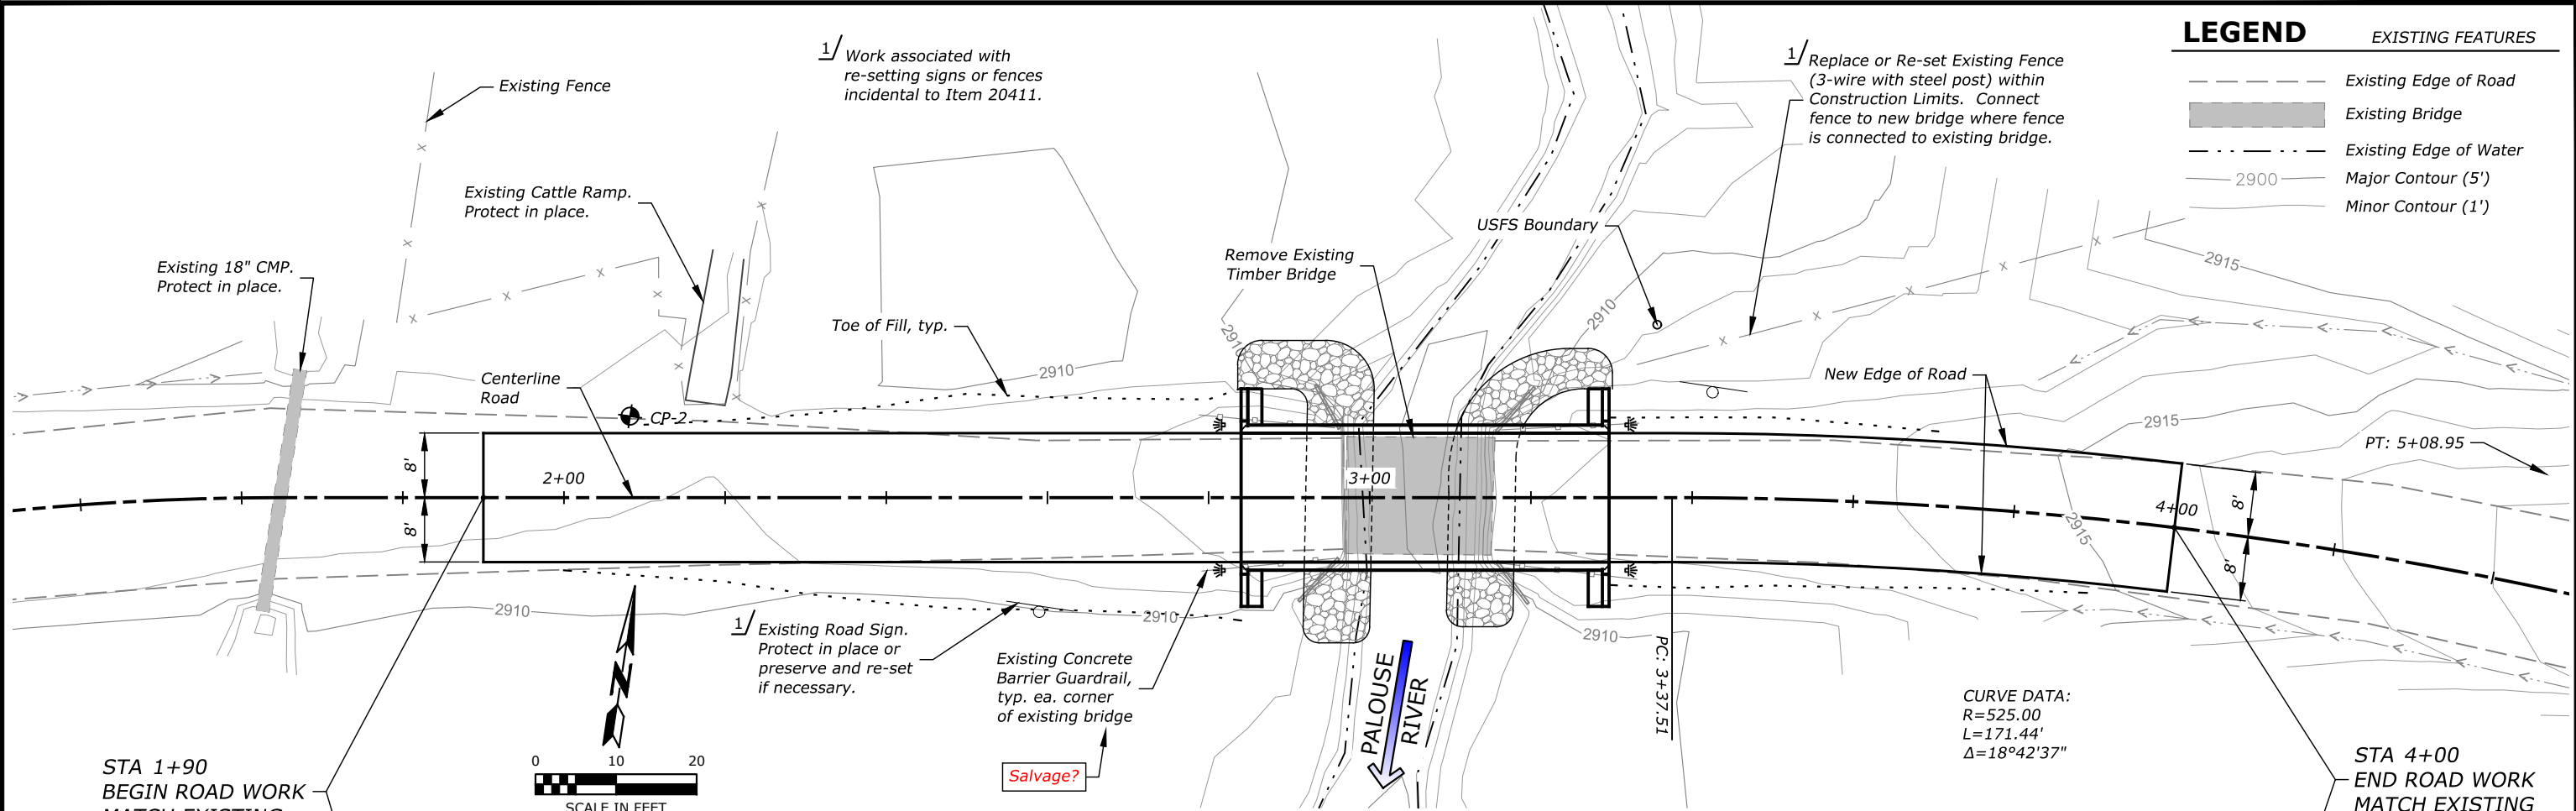 LEGEND EXISTING FEATURES
Existing Edge of Road
Existing Bridge
Existing Edge of Water
2900 Major Contour (5')
Minor Contour (1')
1/ Work associated with
re-setting signs or fences
incidental to Item 20411.
1/ Replace or Re-set Existing Fence
(3-wire with steel post) within
Construction Limits. Connect
fence to new bridge where fence
is connected to existing bridge.
Existing Fence
Existing Cattle Ramp.
Protect in place.
Existing 18" CMP.
Protect in place.
USFS Boundary
Remove Existing
Timber Bridge
Toe of Fill, typ.
2910
2910
2910
2915
Centerline
Road
CP-2
New Edge of Road
2915
PT: 5+08.95
8'
8'
2+00
3+00
4+00
8'
8'
2915
2910
2910
2910
1/ Existing Road Sign.
Protect in place or
preserve and re-set
if necessary.
Existing Concrete
Barrier Guardrail,
typ. ea. corner
of existing bridge
Salvage?
N
PALOUSE
RIVER
PC: 3+37.51
CURVE DATA:
R=525.00
L=171.44'
Δ=18°42'37"
STA 1+90
BEGIN ROAD WORK
MATCH EXISTING
0 10 20
SCALE IN FEET
STA 4+00
END ROAD WORK
MATCH EXISTING